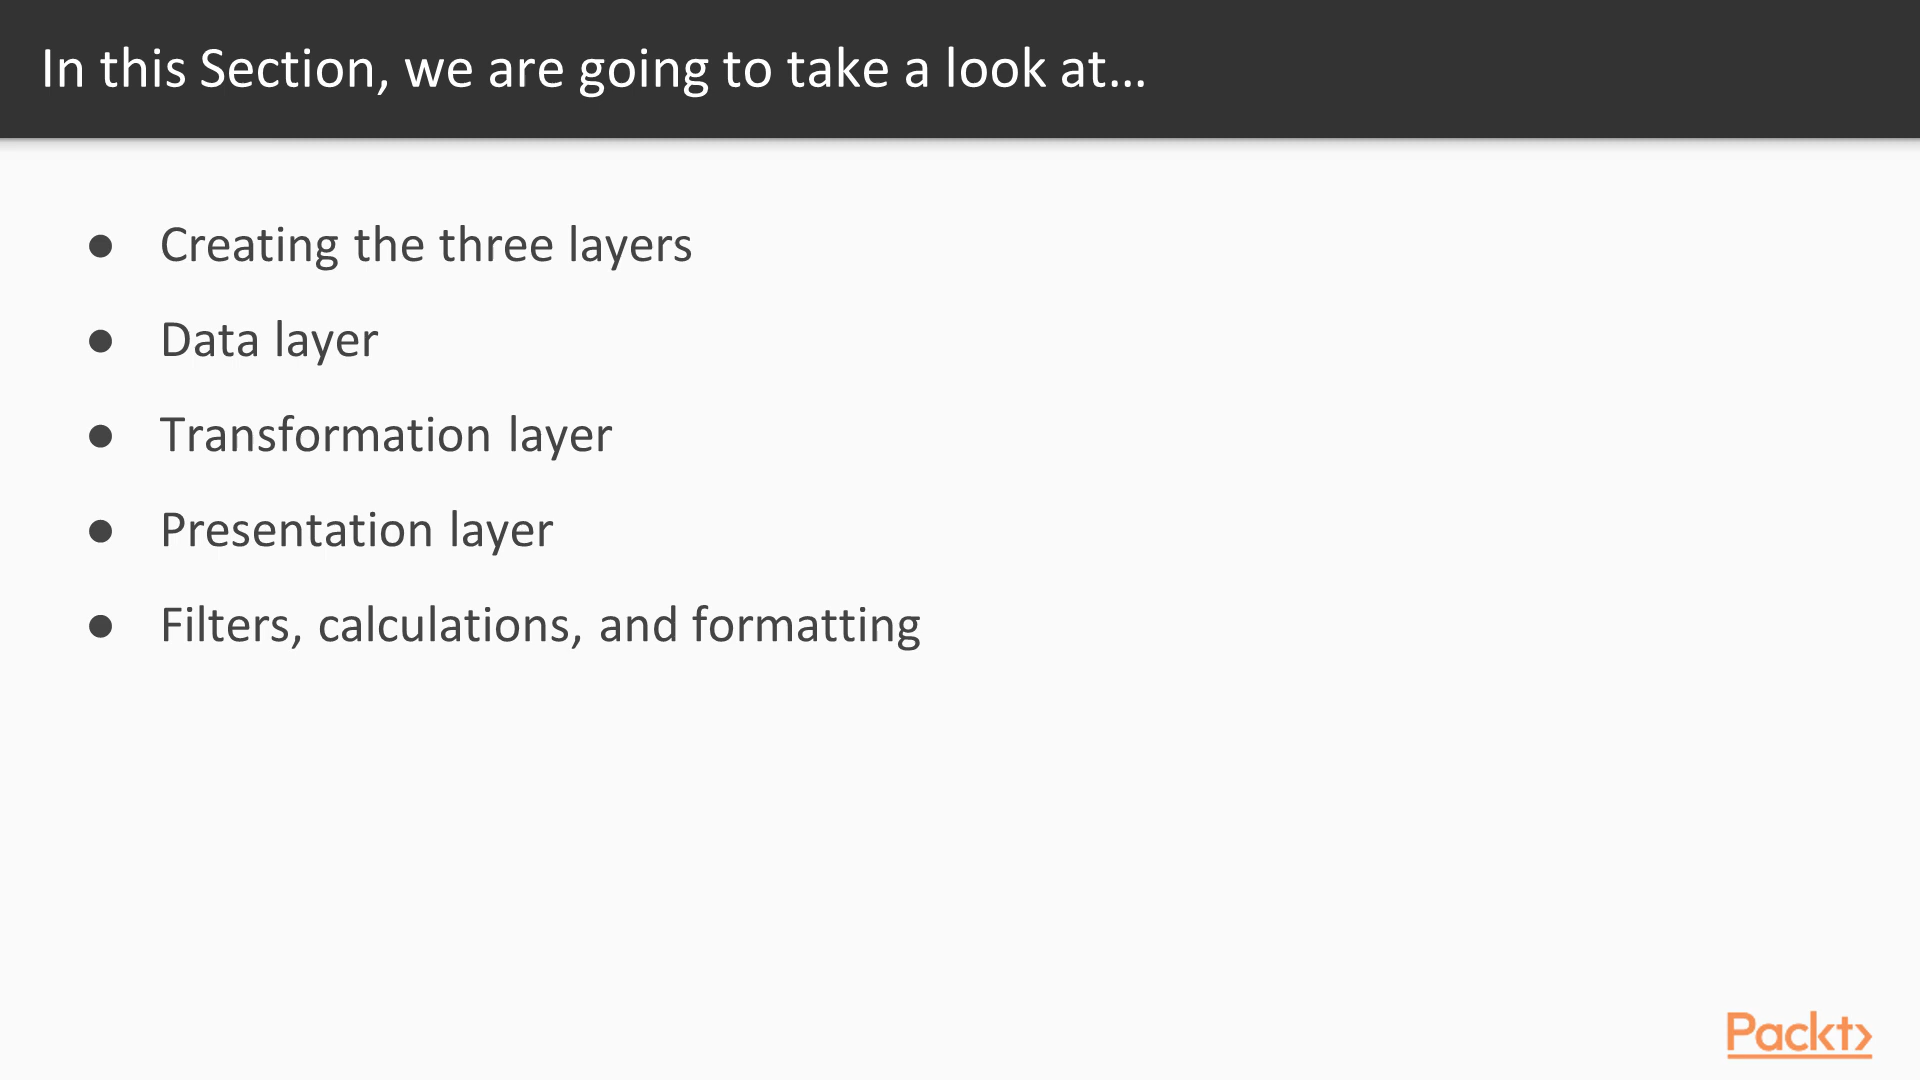 In this Section, we are going to take a look at…
● Creating the three layers
● Data layer
● Transformation layer
● Presentation layer
● Filters, calculations, and formatting
Packt>